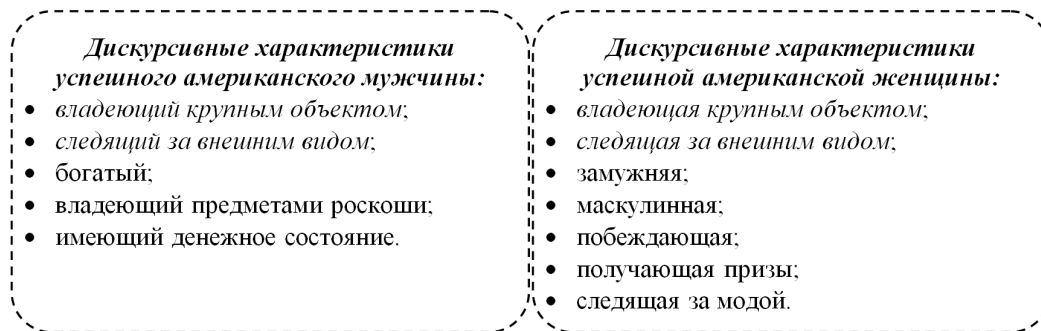 Дискурсивные характеристики
успешного американского мужчины:
• владеющий крупным объектом;
• следящий за внешним видом;
• богатый;
• владеющий предметами роскоши;
• имеющий денежное состояние.
Дискурсивные характеристики
успешной американской женщины:
• владеющая крупным объектом;
• следящая за внешним видом;
• замужняя;
• маскулинная;
• побеждающая;
• получающая призы;
• следящая за модой.